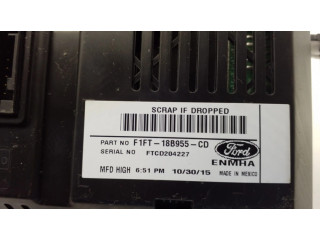 SCRAP IF DROPPED
PART NO F1FT-18B955-CD
SERIAL NO FTCD204227
Ford
ENMHA
MFD HIGH 6:51 PM 10/30/15 MADE IN MEXICO